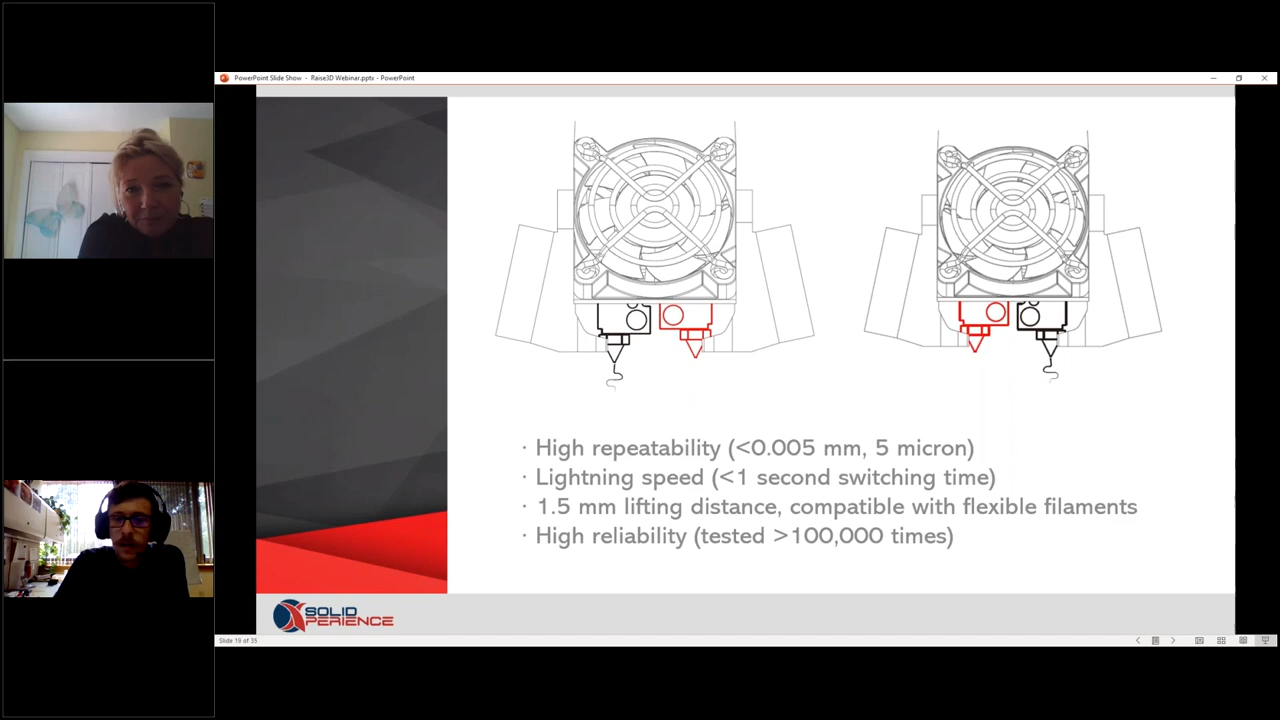 PowerPoint Slide Show - Raise3D Webinar.pptx - PowerPoint
· High repeatability (<0.005 mm, 5 micron)
· Lightning speed (<1 second switching time)
· 1.5 mm lifting distance, compatible with flexible filaments
· High reliability (tested >100,000 times)
SOLID
XPERIENCE
Slide 19 of 35